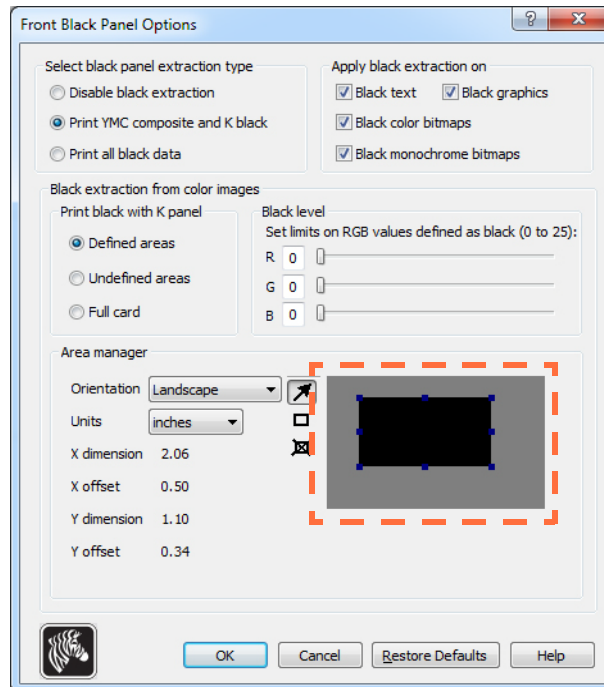 Front Black Panel Options
?
X
Select black panel extraction type
Disable black extraction
Print YMC composite and K black
Print all black data
Apply black extraction on
Black text
Black graphics
Black color bitmaps
Black monochrome bitmaps
Black extraction from color images
Print black with K panel
Defined areas
Undefined areas
Full card
Black level
Set limits on RGB values defined as black (0 to 25):
R 0
G 0
B 0
Area manager
Orientation Landscape
Units inches
X dimension 2.06
X offset 0.50
Y dimension 1.10
Y offset 0.34
OK
Cancel
Restore Defaults
Help